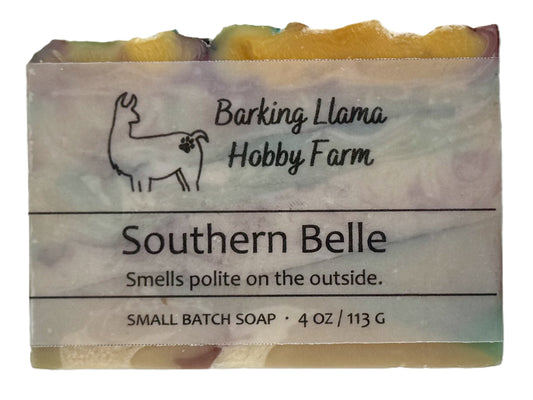 Barking Llama
Hobby Farm
Southern Belle
Smells polite on the outside.
SMALL BATCH SOAP · 4 OZ / 113 G